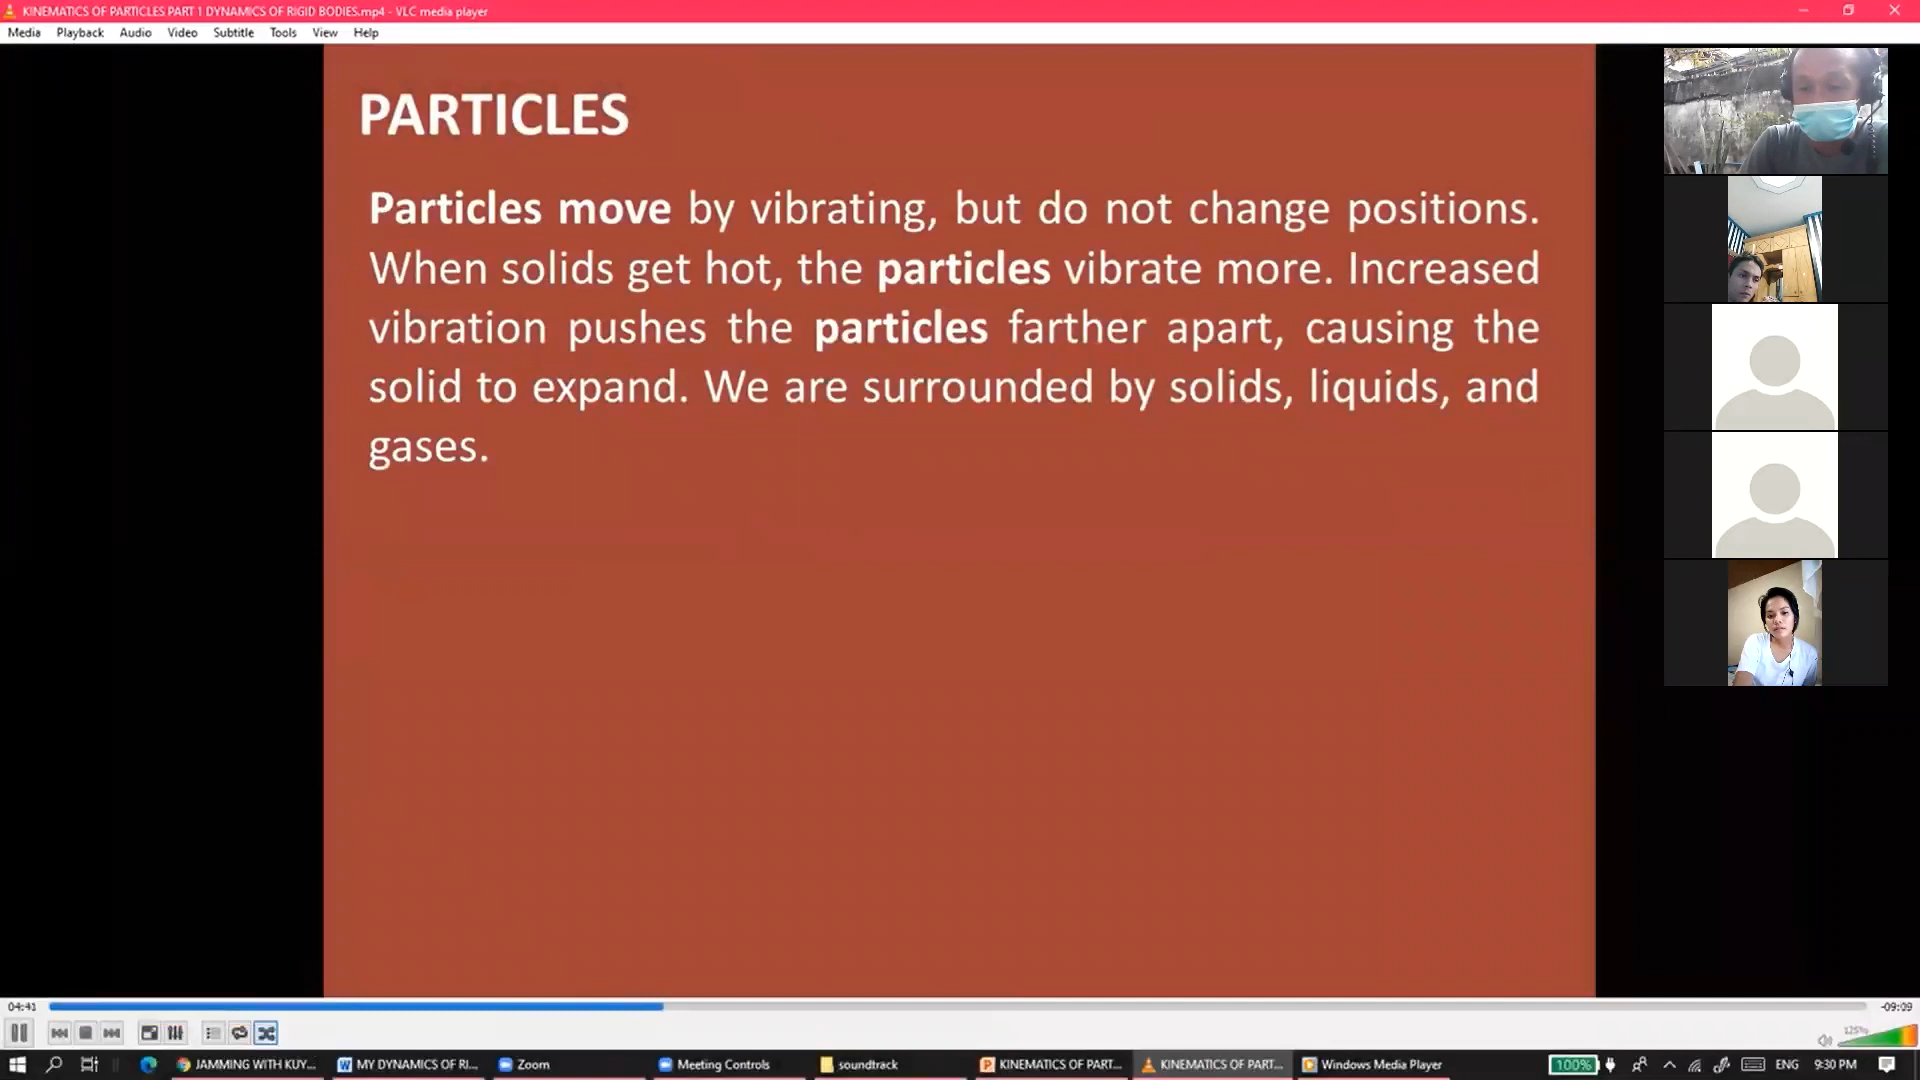 KINEMATICS OF PARTICLES PART 1 DYNAMICS OF RIGID BODIES.mp4 - VLC media player
Media Playback Audio Video Subtitle Tools View Help
PARTICLES
Particles move by vibrating, but do not change positions.
When solids get hot, the particles vibrate more. Increased
vibration pushes the particles farther apart, causing the
solid to expand. We are surrounded by solids, liquids, and
gases.
04:41 -09:09
125%
JAMMING WITH KUY... MY DYNAMICS OF RI... Zoom Meeting Controls soundtrack KINEMATICS OF PART... KINEMATICS OF PART... Windows Media Player 100% ENG 9:30 PM